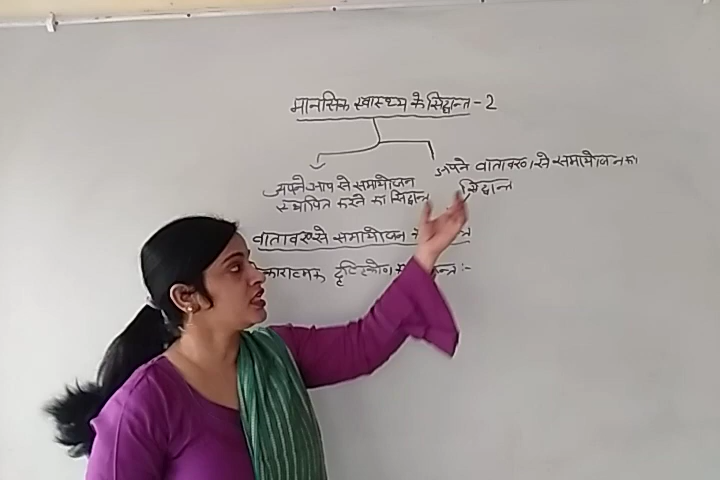 मानसिक स्वास्थ्य के सिद्धान्त - 2
अपने आप से समायोजन
स्थापित करने का सिद्धान्त
अपने वातावरण से समायोजन का
सिद्धान्त
वातावरण से समायोजन
दृष्टिकोण :-